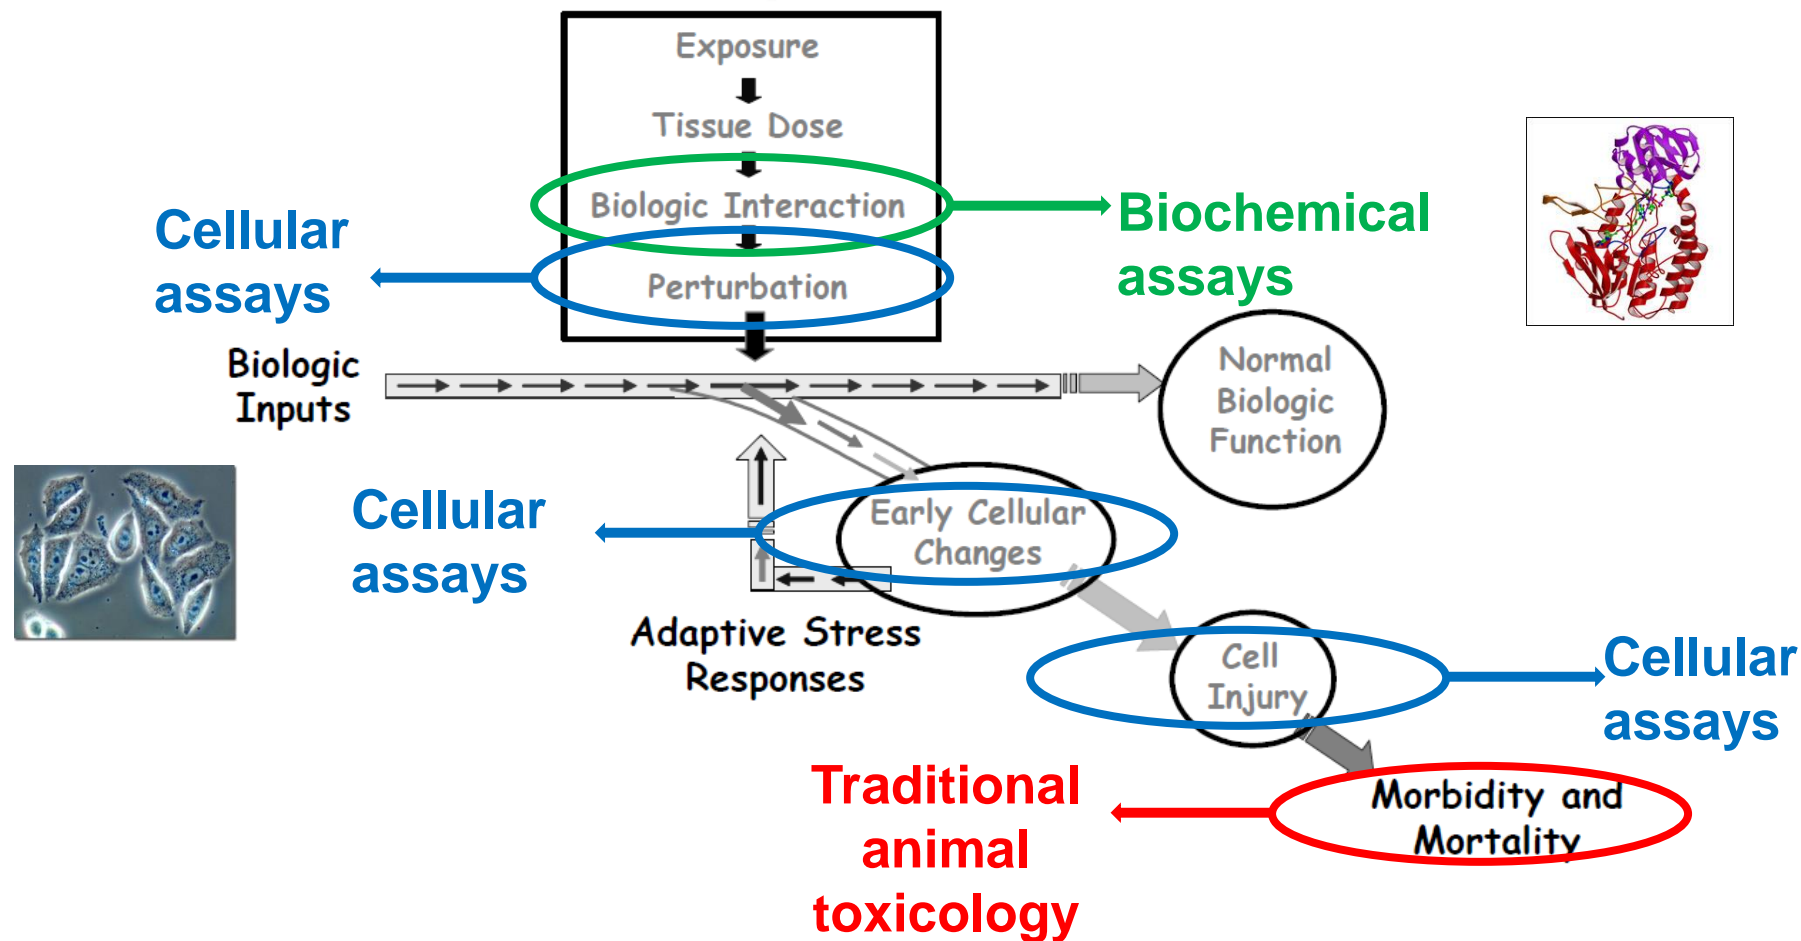 Exposure
Tissue Dose
Biologic Interaction
Perturbation
Cellular
assays
Biochemical
assays
Biologic
Inputs
Normal
Biologic
Function
Cellular
assays
Early Cellular
Changes
Adaptive Stress
Responses
Cell
Injury
Cellular
assays
Traditional
animal
toxicology
Morbidity and
Mortality